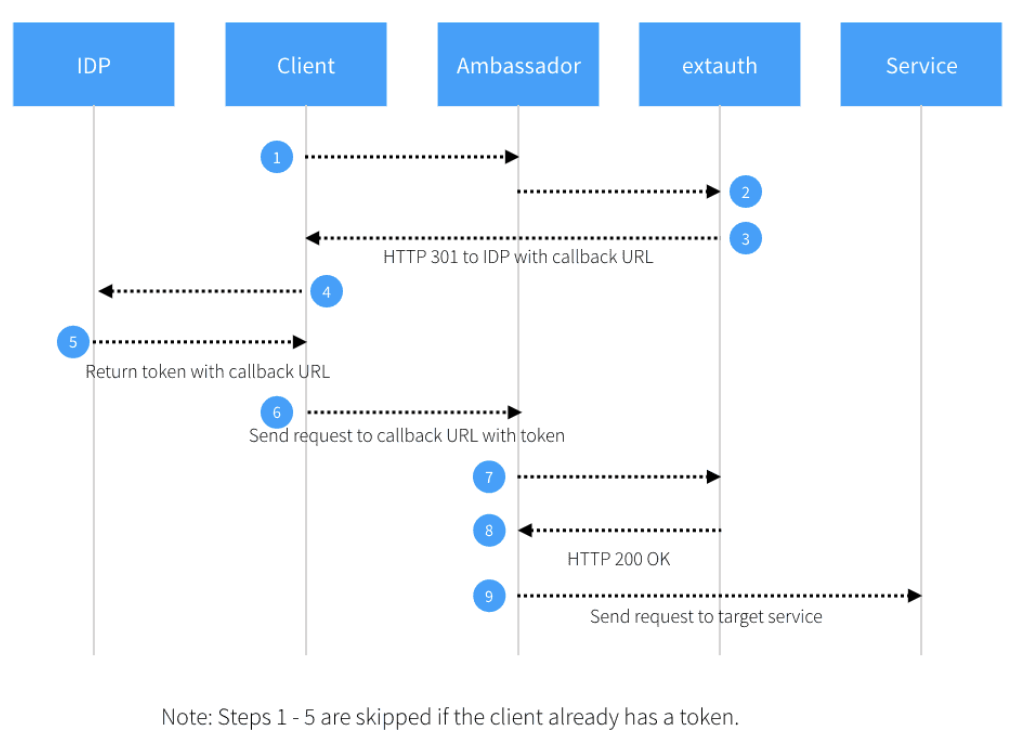 IDP
Client
Ambassador
extauth
Service
1
2
3
HTTP 301 to IDP with callback URL
4
5
Return token with callback URL
6
Send request to callback URL with token
7
8
HTTP 200 OK
9
Send request to target service
Note: Steps 1 - 5 are skipped if the client already has a token.